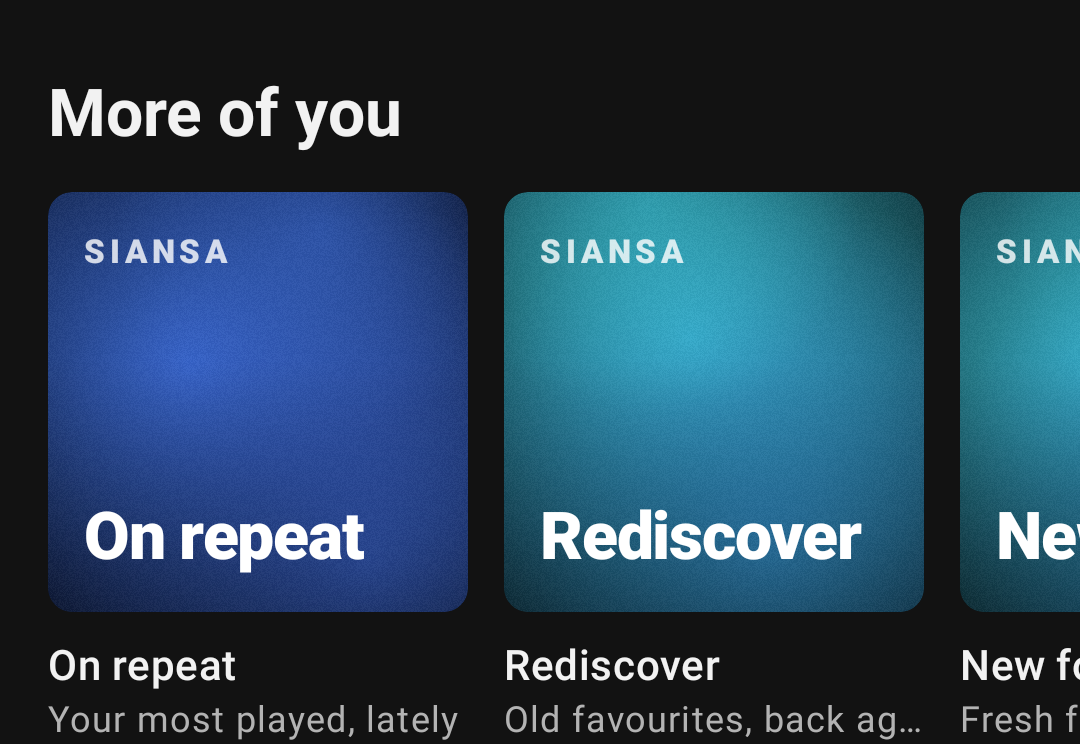 More of you
SIANSA
On repeat
On repeat
Your most played, lately
SIANSA
Rediscover
Rediscover
Old favourites, back ag…
SIAN
Ne
New fo
Fresh f